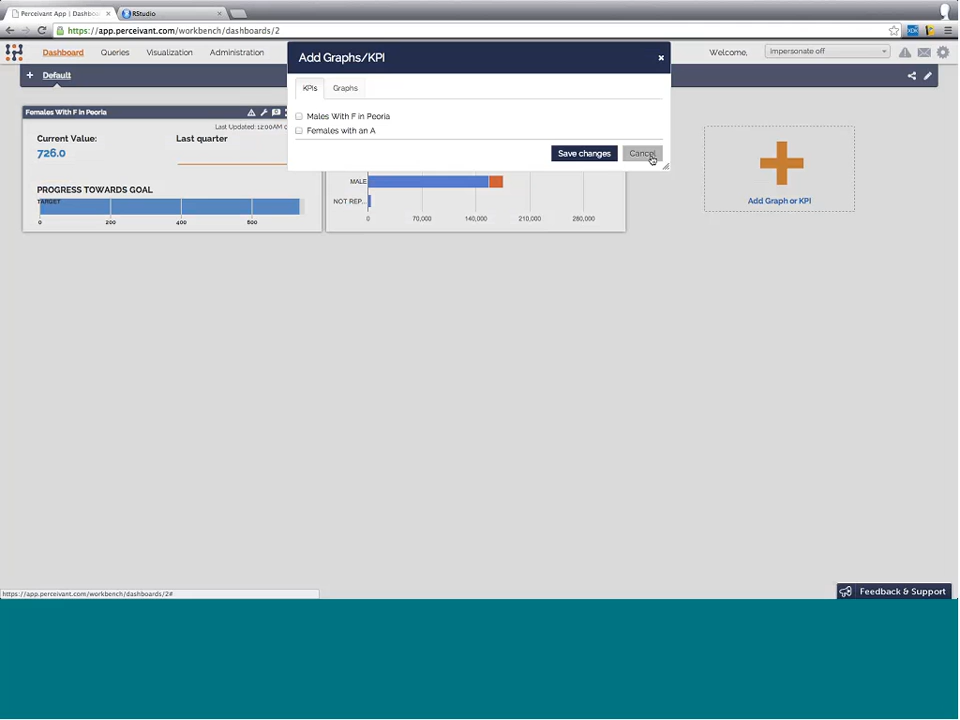 Perceivant App | Dashbo
RStudio
https://app.perceivant.com/workbench/dashboards/2
Dashboard
Queries
Visualization
Administration
Welcome,
Impersonate off
Default
Add Graphs/KPI
KPIs
Graphs
Males With F in Peoria
Females with an A
Save changes
Cancel
Females With F in Peoria
Last Updated: 12:00AM
Current Value:
Last quarter
726.0
PROGRESS TOWARDS GOAL
TARGET
0 200 400 600
MALE
NOT REP...
0 70,000 140,000 210,000 280,000
Add Graph or KPI
https://app.perceivant.com/workbench/dashboards/2#
Feedback & Support